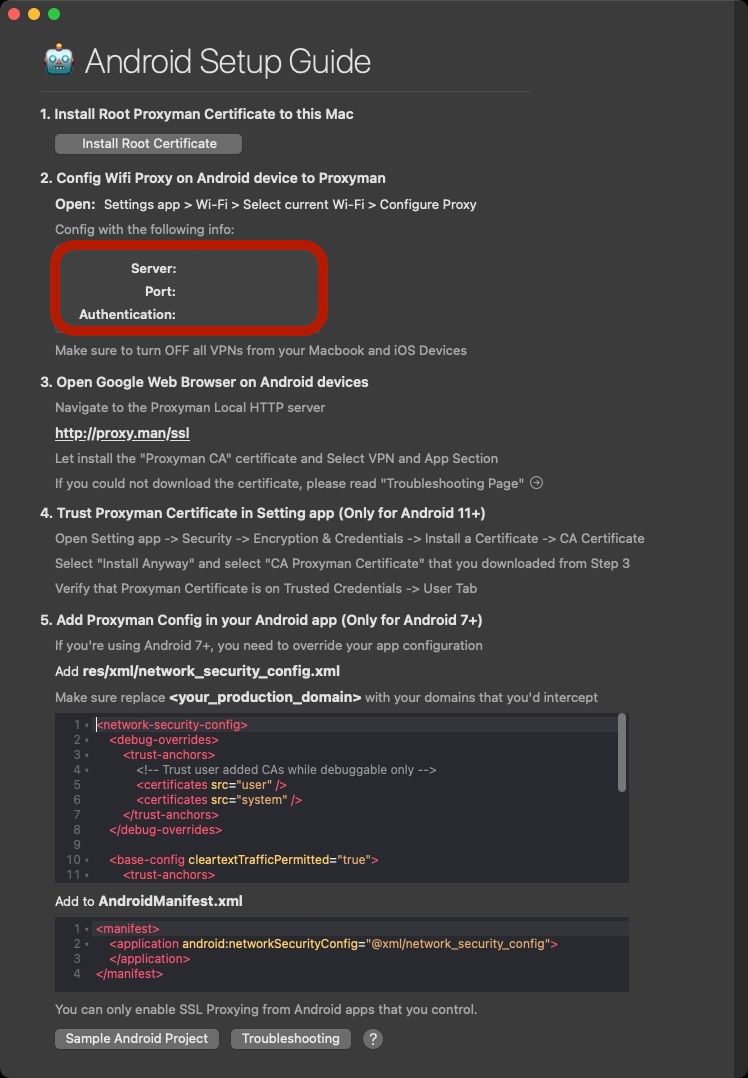 Android Setup Guide
1. Install Root Proxyman Certificate to this Mac
Install Root Certificate
2. Config Wifi Proxy on Android device to Proxyman
Open: Settings app > Wi-Fi > Select current Wi-Fi > Configure Proxy
Config with the following info:
Server:
Port:
Authentication:
Make sure to turn OFF all VPNs from your Macbook and iOS Devices
3. Open Google Web Browser on Android devices
Navigate to the Proxyman Local HTTP server
http://proxy.man/ssl
Let install the "Proxyman CA" certificate and Select VPN and App Section
If you could not download the certificate, please read "Troubleshooting Page"
4. Trust Proxyman Certificate in Setting app (Only for Android 11+)
Open Setting app -> Security -> Encryption & Credentials -> Install a Certificate -> CA Certificate
Select "Install Anyway" and select "CA Proxyman Certificate" that you downloaded from Step 3
Verify that Proxyman Certificate is on Trusted Credentials -> User Tab
5. Add Proxyman Config in your Android app (Only for Android 7+)
If you're using Android 7+, you need to override your app configuration
Add res/xml/network_security_config.xml
Make sure replace <your_production_domain> with your domains that you'd intercept
1 <network-security-config>
2 <debug-overrides>
3 <trust-anchors>
4 <!-- Trust user added CAs while debuggable only -->
5 <certificates src="user" />
6 <certificates src="system" />
7 </trust-anchors>
8 </debug-overrides>
9
10 <base-config cleartextTrafficPermitted="true">
11 <trust-anchors>
Add to AndroidManifest.xml
1 <manifest>
2 <application android:networkSecurityConfig="@xml/network_security_config">
3 </application>
4 </manifest>
You can only enable SSL Proxying from Android apps that you control.
Sample Android Project Troubleshooting ?